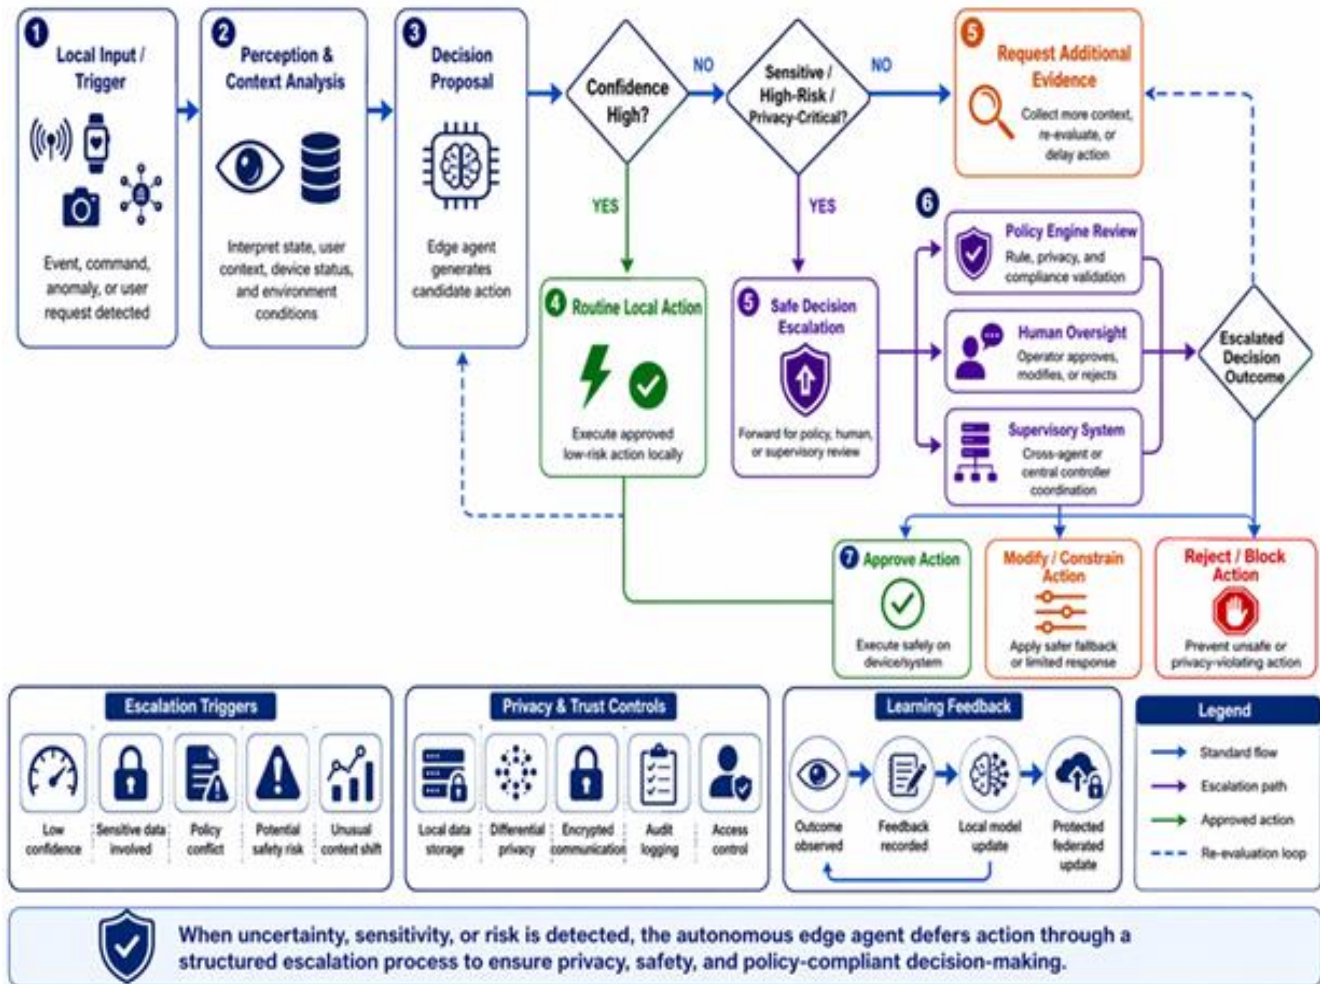 1
Local Input /
Trigger
Event, command,
anomaly, or user
request detected
2
Perception &
Context Analysis
Interpret state, user
context, device status,
and environment
conditions
3
Decision
Proposal
Edge agent
generates
candidate action
Confidence
High?
NO
YES
Sensitive /
High-Risk /
Privacy-Critical?
NO
YES
5
Request Additional
Evidence
Collect more context,
re-evaluate, or
delay action
4 Routine Local Action
Execute approved
low-risk action locally
5 Safe Decision
Escalation
Forward for policy, human,
or supervisory review
6
Policy Engine Review
Rule, privacy, and
compliance validation
Human Oversight
Operator approves,
modifies, or rejects
Supervisory System
Cross-agent or
central controller
coordination
Escalated
Decision
Outcome
7 Approve Action
Execute safely on
device/system
Modify / Constrain
Action
Apply safer fallback
or limited response
Reject / Block
Action
Prevent unsafe or
privacy-violating action
Escalation Triggers
Low
confidence
Sensitive data
involved
Policy
conflict
Potential
safety risk
Unusual
context shift
Privacy & Trust Controls
Local data
storage
Differential
privacy
Encrypted
communication
Audit
logging
Access
control
Learning Feedback
Outcome
observed
Feedback
recorded
Local model
update
Protected
federated
update
Legend
Standard flow
Escalation path
Approved action
Re-evaluation loop
When uncertainty, sensitivity, or risk is detected, the autonomous edge agent defers action through a
structured escalation process to ensure privacy, safety, and policy-compliant decision-making.